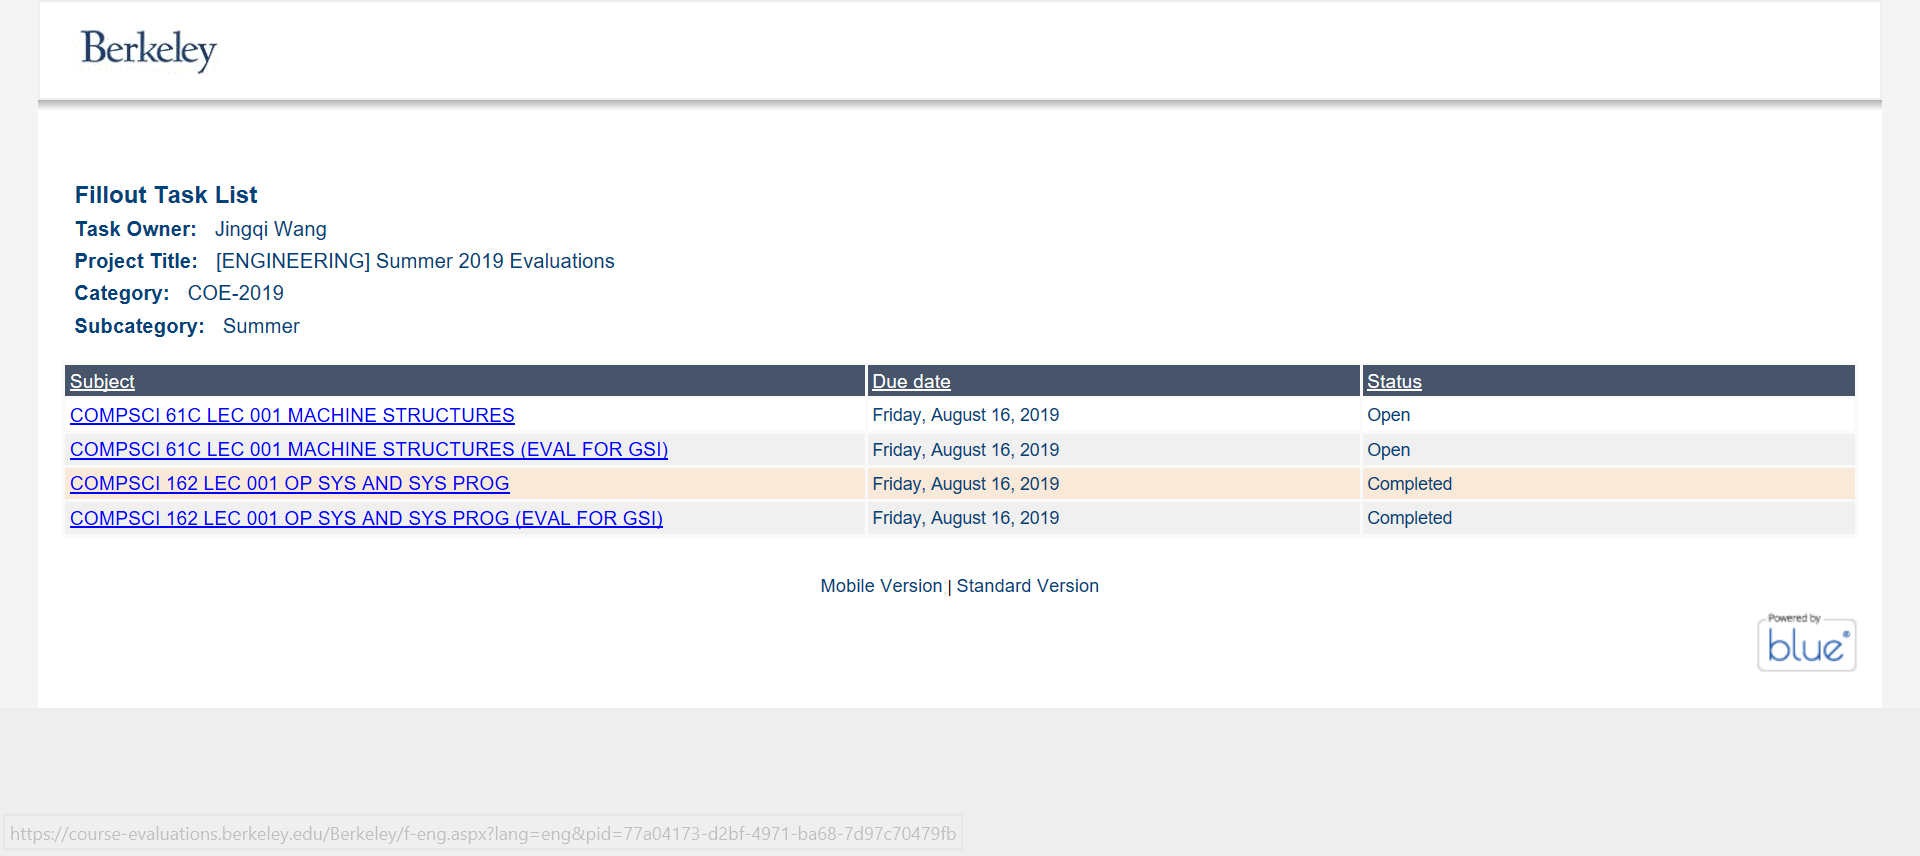 Berkeley
Fillout Task List
Task Owner: Jingqi Wang
Project Title: [ENGINEERING] Summer 2019 Evaluations
Category: COE-2019
Subcategory: Summer
Subject Due date Status
COMPSCI 61C LEC 001 MACHINE STRUCTURES Friday, August 16, 2019 Open
COMPSCI 61C LEC 001 MACHINE STRUCTURES (EVAL FOR GSI) Friday, August 16, 2019 Open
COMPSCI 162 LEC 001 OP SYS AND SYS PROG Friday, August 16, 2019 Completed
COMPSCI 162 LEC 001 OP SYS AND SYS PROG (EVAL FOR GSI) Friday, August 16, 2019 Completed
Mobile Version | Standard Version
Powered by
blue®
https://course-evaluations.berkeley.edu/Berkeley/f-eng.aspx?lang=eng&pid=77a04173-d2bf-4971-ba68-7d97c70479fb